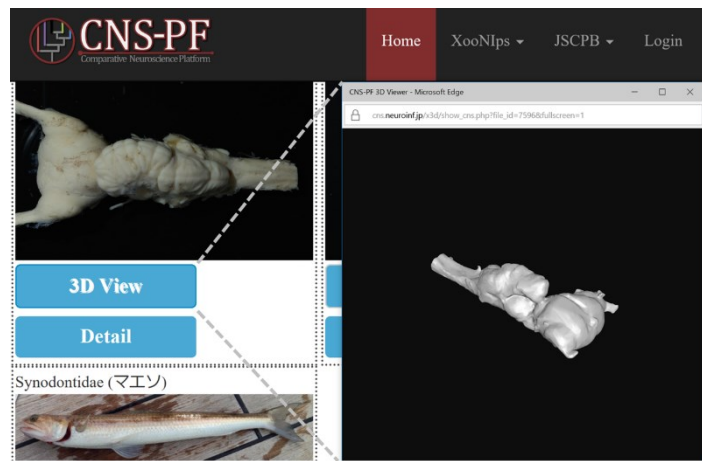 CNS-PF
Comparative Neuroscience Platform
Home
XooNIps
JSCPB
Login
CNS-PF 3D Viewer - Microsoft Edge
cns.neuroinf.jp/x3d/show_cns.php?file_id=7596&fullscreen=1
3D View
Detail
Synodontidae (マエソ)